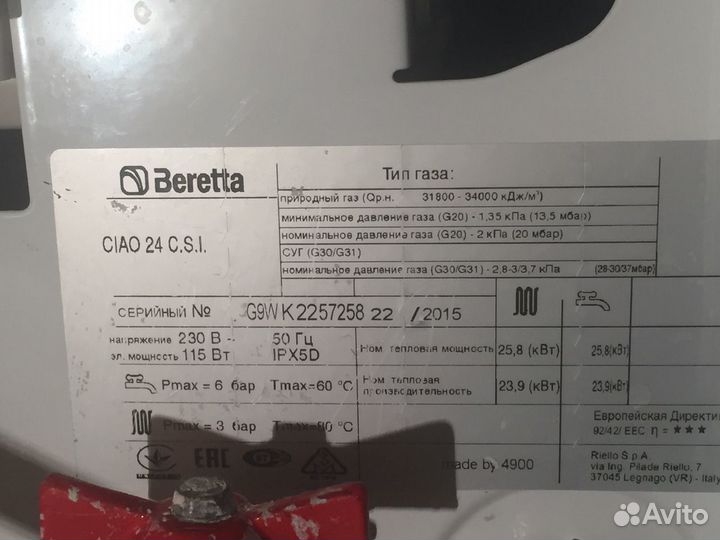 Beretta
Тип газа:
природный газ (Qр.н. 31800 - 34000 кДж/м³)
CIAO 24 C.S.I.
минимальное давление газа (G20) - 1,35 кПа (13,5 мбар)
номинальное давление газа (G20) - 2 кПа (20 мбар)
СУГ (G30/G31)
номинальное давление газа (G30/G31) - 2,8-3/3,7 кПа (28-30/37мбар)
СЕРИЙНЫЙ № G9WK2257258 22 / 2015
напряжение 230 В ~ 50 Гц
эл. мощность 115 Вт IPX5D
Ном тепловая мощность 25,8 (кВт) 25,8(кВт)
Pmax = 6 бар Tmax=60 °C
Ном тепловая производительность 23,9 (кВт) 23,9(кВт)
Pmax = 3 бар Tmax=90 °C
Европейская Директи
92/42/ EEC η = ★★★
EAC
made by 4900
Riello S.p.A.
via Ing. Pilade Riello, 7
37045 Legnago (VR) - Italy
Avito